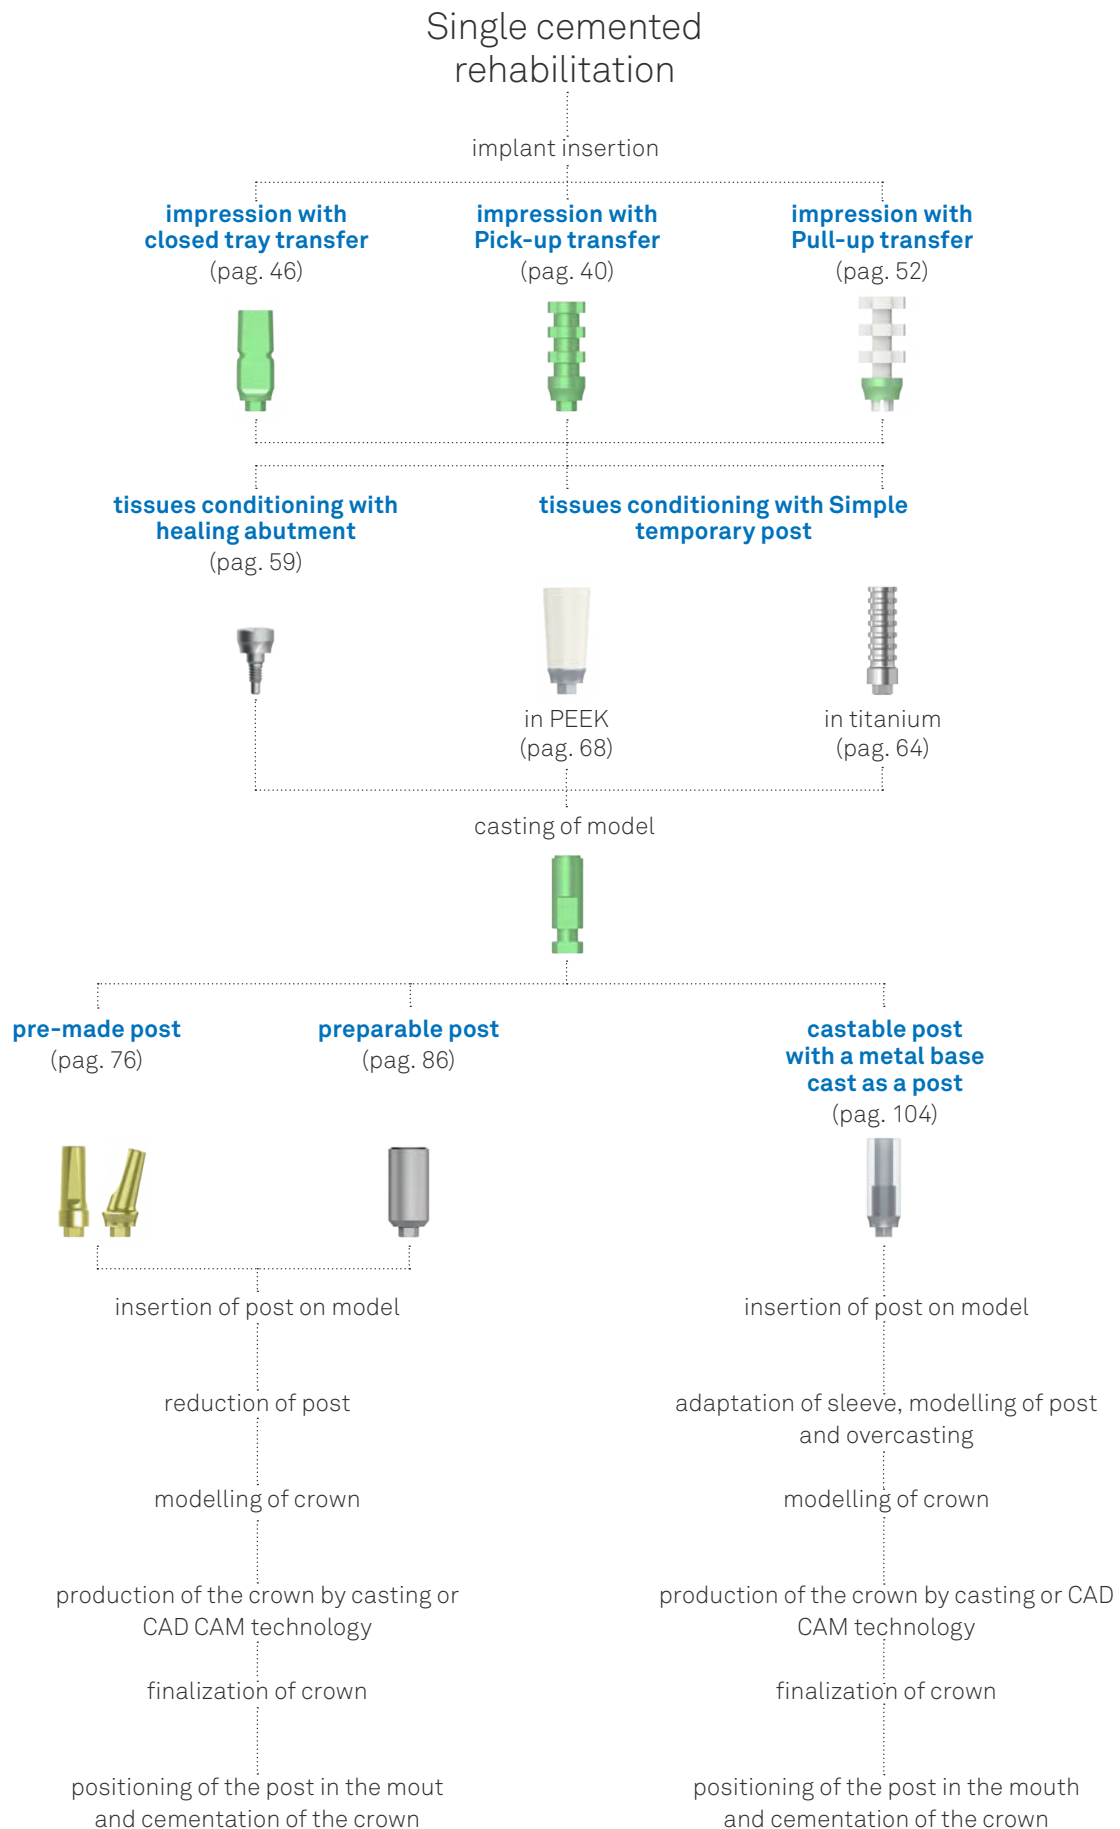 Single cemented
rehabilitation
implant insertion
impression with
closed tray transfer
(pag. 46)
impression with
Pick-up transfer
(pag. 40)
impression with
Pull-up transfer
(pag. 52)
tissues conditioning with
healing abutment
(pag. 59)
tissues conditioning with Simple
temporary post
in PEEK
(pag. 68)
in titanium
(pag. 64)
casting of model
pre-made post
(pag. 76)
preparable post
(pag. 86)
castable post
with a metal base
cast as a post
(pag. 104)
insertion of post on model
reduction of post
modelling of crown
production of the crown by casting or
CAD CAM technology
finalization of crown
positioning of the post in the mout
and cementation of the crown
insertion of post on model
adaptation of sleeve, modelling of post
and overcasting
modelling of crown
production of the crown by casting or CAD
CAM technology
finalization of crown
positioning of the post in the mouth
and cementation of the crown